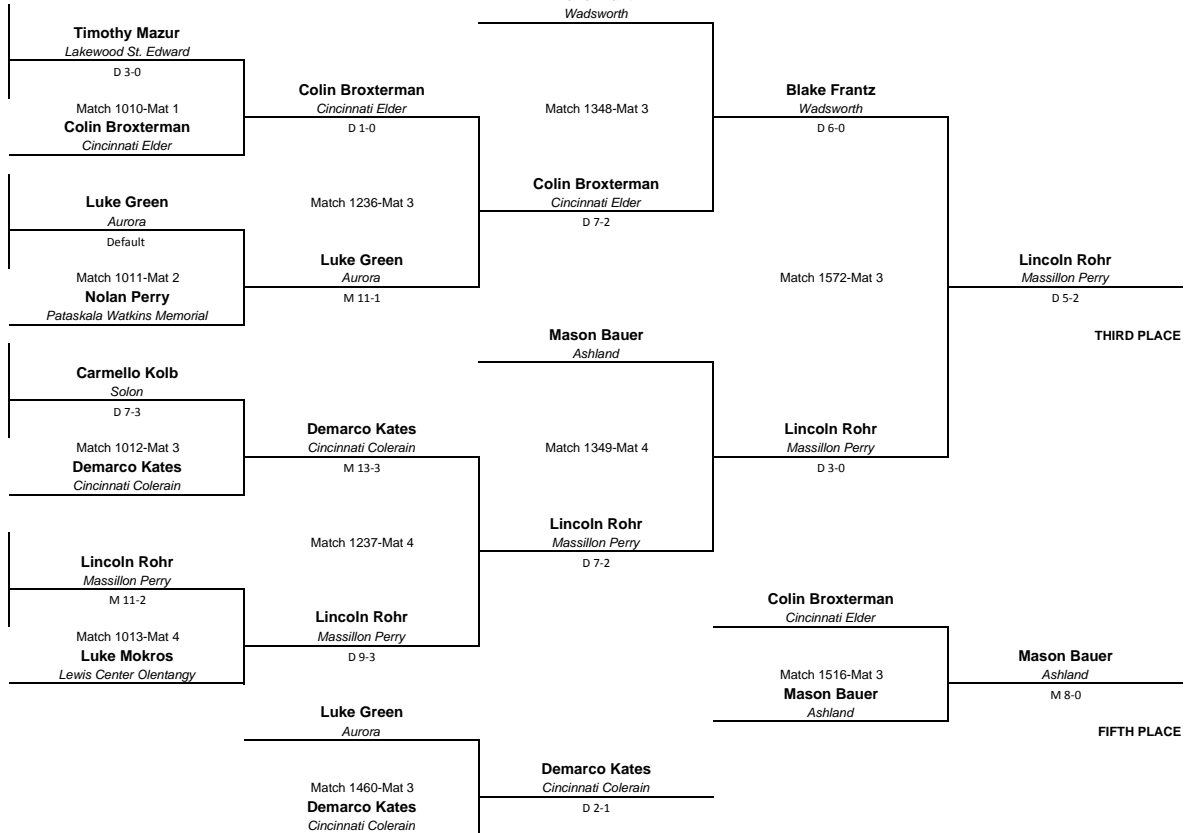 Wadsworth
Timothy Mazur
Lakewood St. Edward
D 3-0
Match 1010-Mat 1
Colin Broxterman
Cincinnati Elder
Colin Broxterman
Cincinnati Elder
D 1-0
Match 1348-Mat 3
Blake Frantz
Wadsworth
D 6-0
Luke Green
Aurora
Default
Match 1011-Mat 2
Nolan Perry
Pataskala Watkins Memorial
Match 1236-Mat 3
Luke Green
Aurora
M 11-1
Colin Broxterman
Cincinnati Elder
D 7-2
Match 1572-Mat 3
Lincoln Rohr
Massillon Perry
D 5-2
THIRD PLACE
Carmello Kolb
Solon
D 7-3
Match 1012-Mat 3
Demarco Kates
Cincinnati Colerain
Demarco Kates
Cincinnati Colerain
M 13-3
Mason Bauer
Ashland
Match 1349-Mat 4
Lincoln Rohr
Massillon Perry
D 3-0
Lincoln Rohr
Massillon Perry
M 11-2
Match 1013-Mat 4
Luke Mokros
Lewis Center Olentangy
Match 1237-Mat 4
Lincoln Rohr
Massillon Perry
D 9-3
Lincoln Rohr
Massillon Perry
D 7-2
Colin Broxterman
Cincinnati Elder
Match 1516-Mat 3
Mason Bauer
Ashland
Mason Bauer
Ashland
M 8-0
FIFTH PLACE
Luke Green
Aurora
Match 1460-Mat 3
Demarco Kates
Cincinnati Colerain
Demarco Kates
Cincinnati Colerain
D 2-1